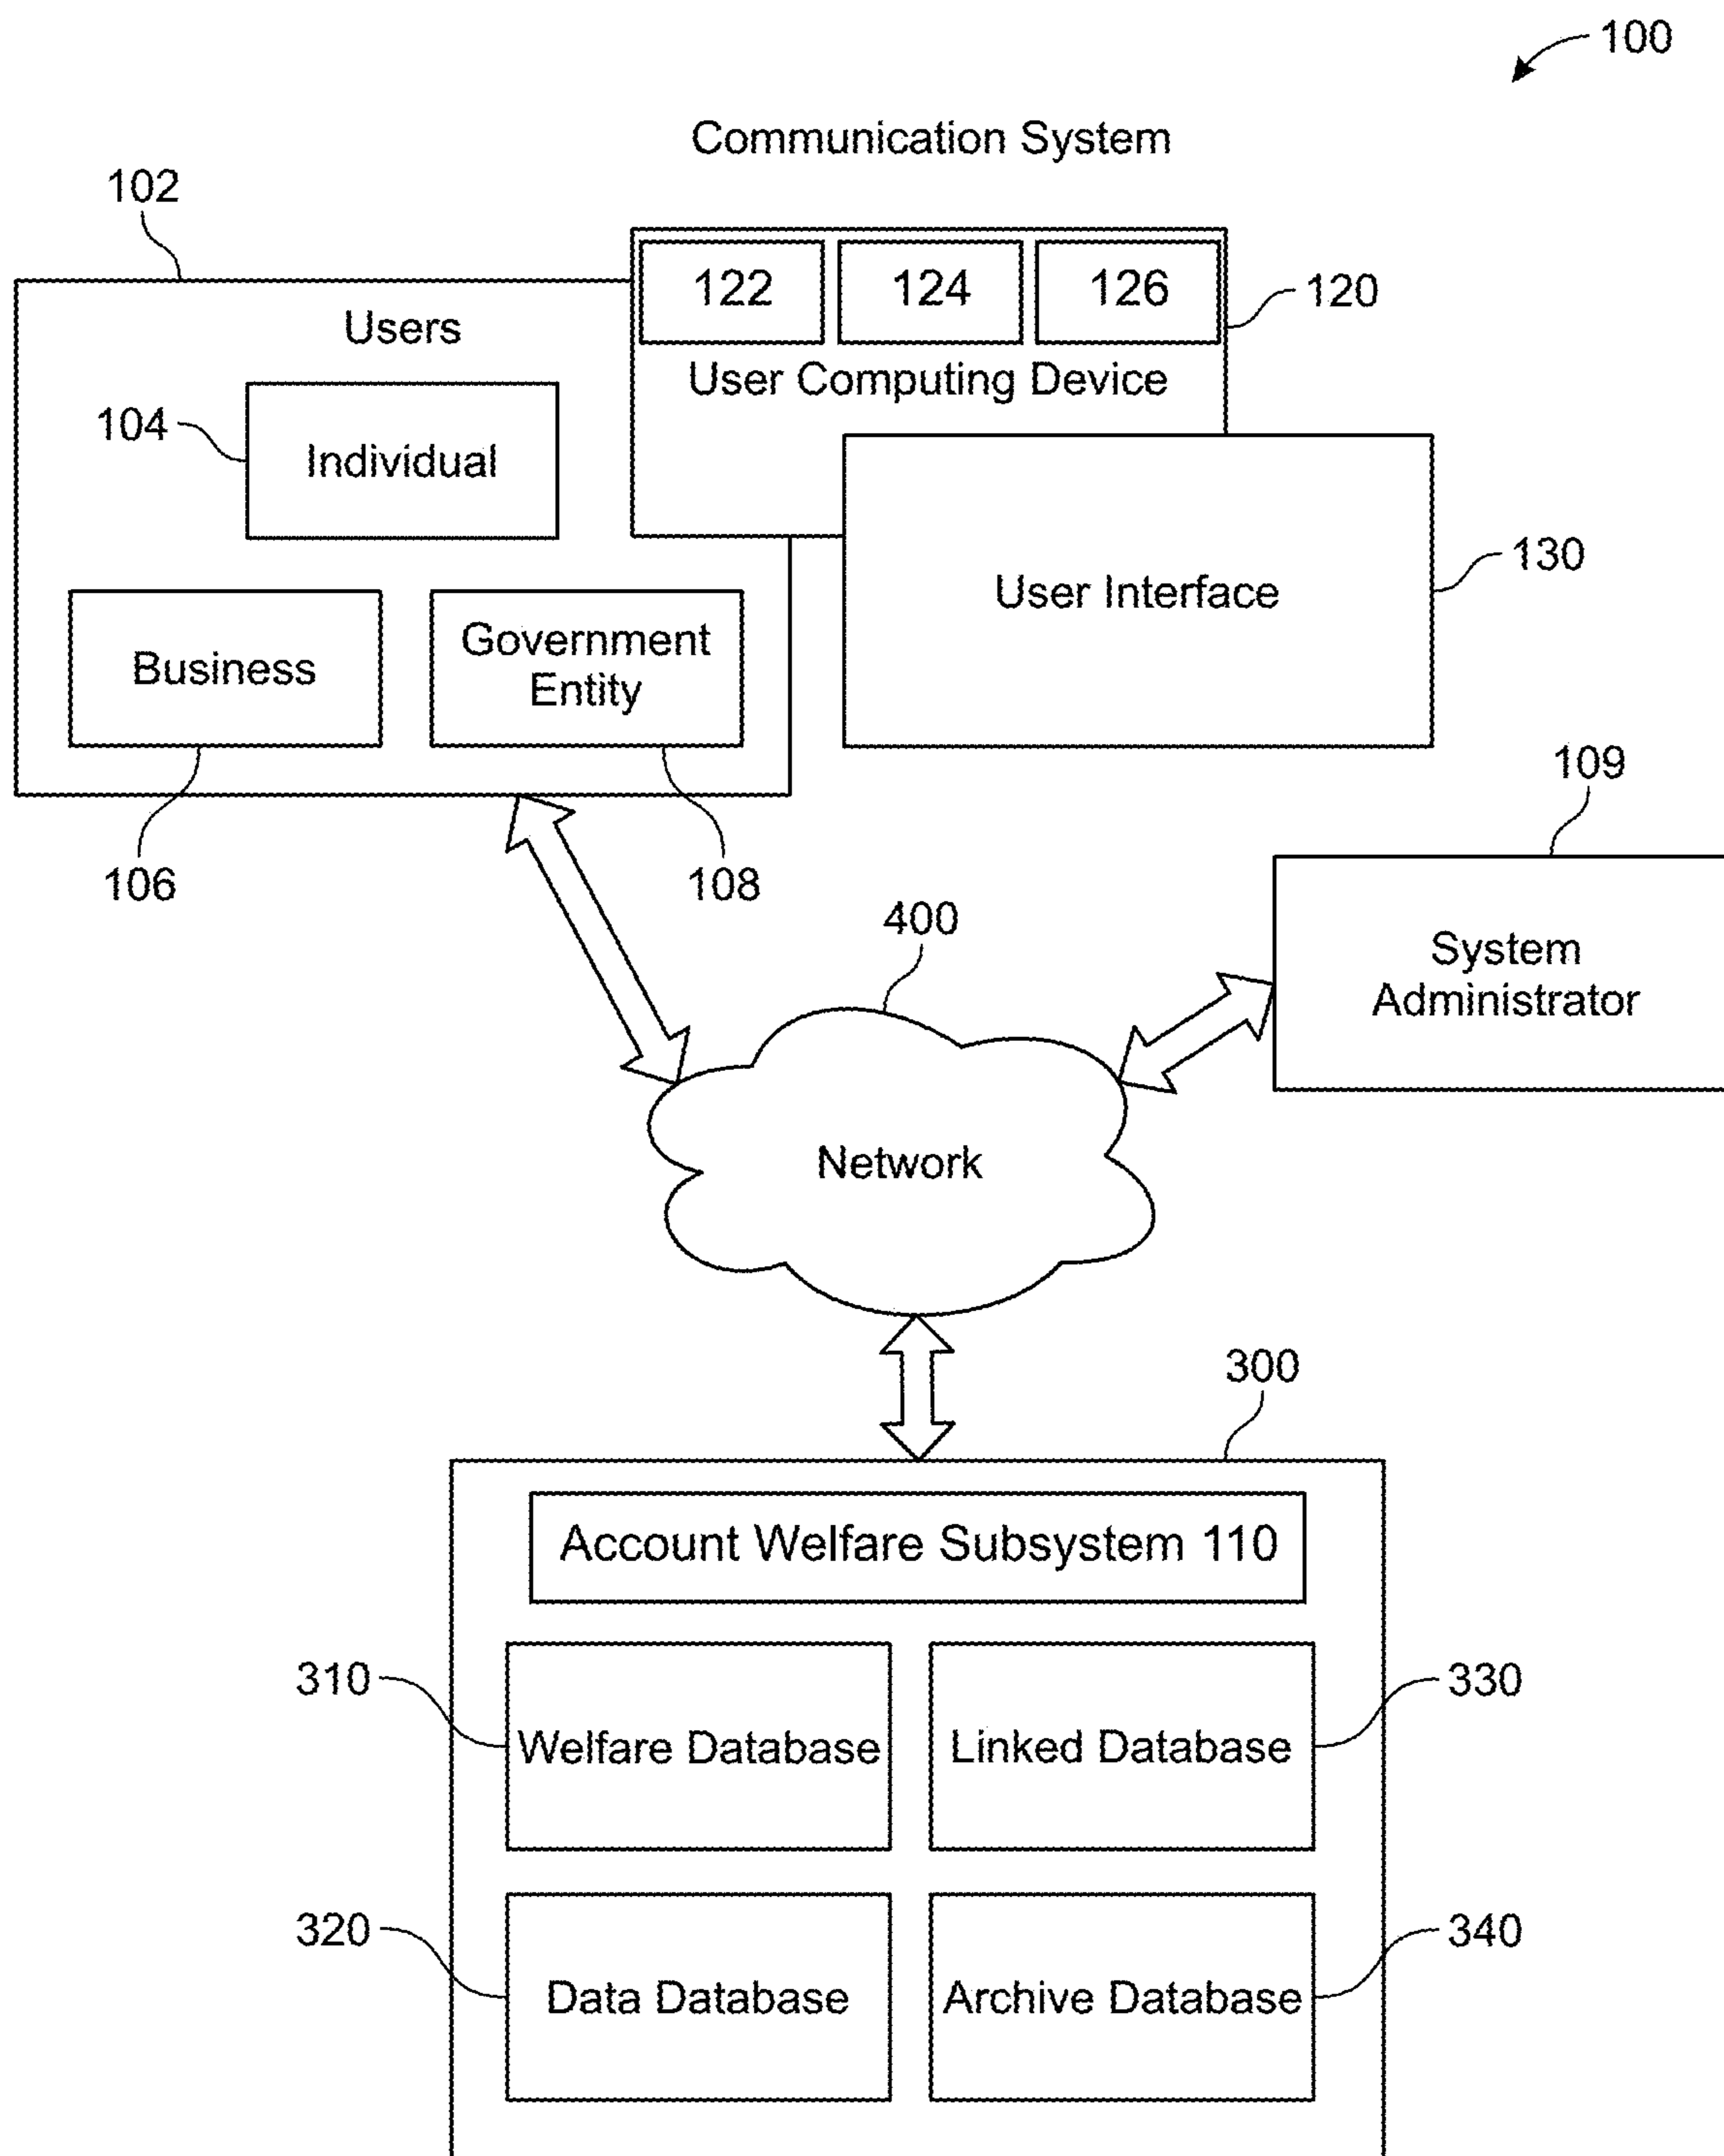 100
Communication System
102
122 124 126
120
Users
User Computing Device
104
Individual
130
User Interface
Business
Government
Entity
109
106
108
400
System
Administrator
Network
300
Account Welfare Subsystem 110
310
330
Welfare Database
Linked Database
320
340
Data Database
Archive Database